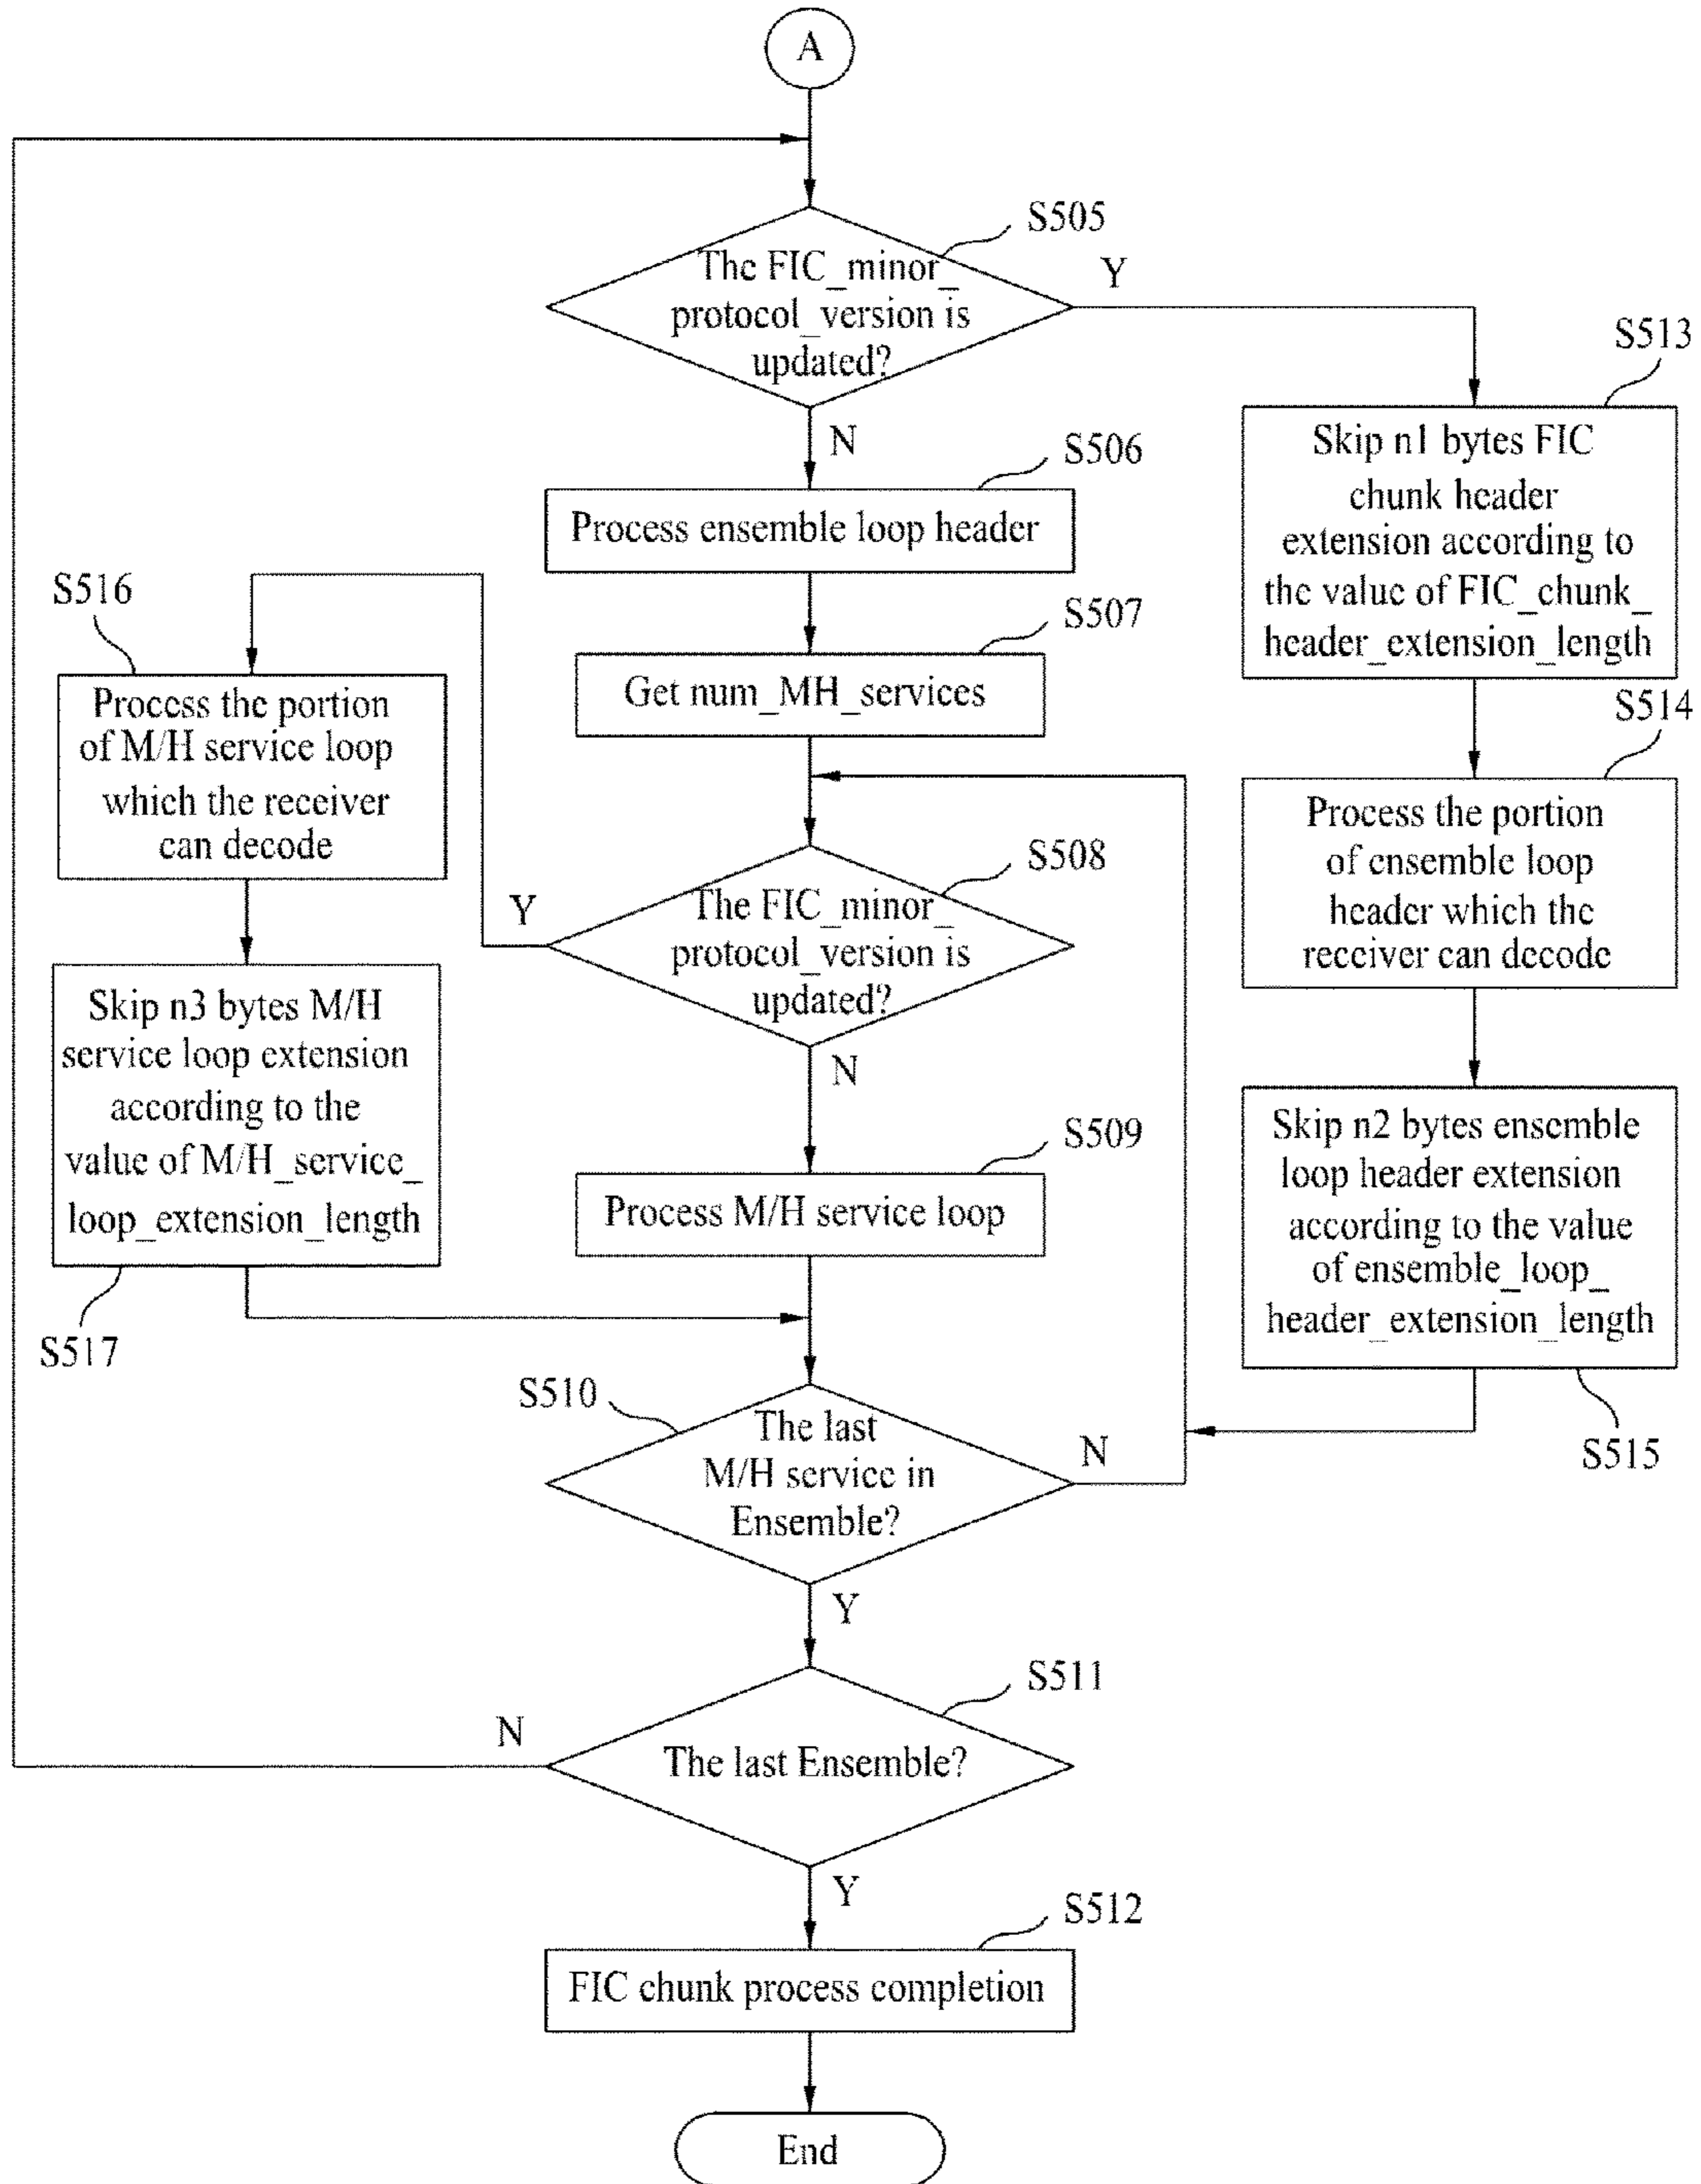 A
S505
The FIC_minor_
protocol_version is
updated?
Y
N
S513
Skip n1 bytes FIC
chunk header
extension according to
the value of FIC_chunk_
header_extension_length
S506
Process ensemble loop header
S507
Get num_MH_services
S516
Process the portion
of M/H service loop
which the receiver
can decode
S514
Process the portion
of ensemble loop
header which the
receiver can decode
S508
The FIC_minor_
protocol_version is
updated?
Y
N
S517
Skip n3 bytes M/H
service loop extension
according to the
value of M/H_service_
loop_extension_length
S509
Process M/H service loop
Skip n2 bytes ensemble
loop header extension
according to the value
of ensemble_loop_
header_extension_length
S515
S510
The last
M/H service in
Ensemble?
N
Y
S511
The last Ensemble?
N
Y
S512
FIC chunk process completion
End